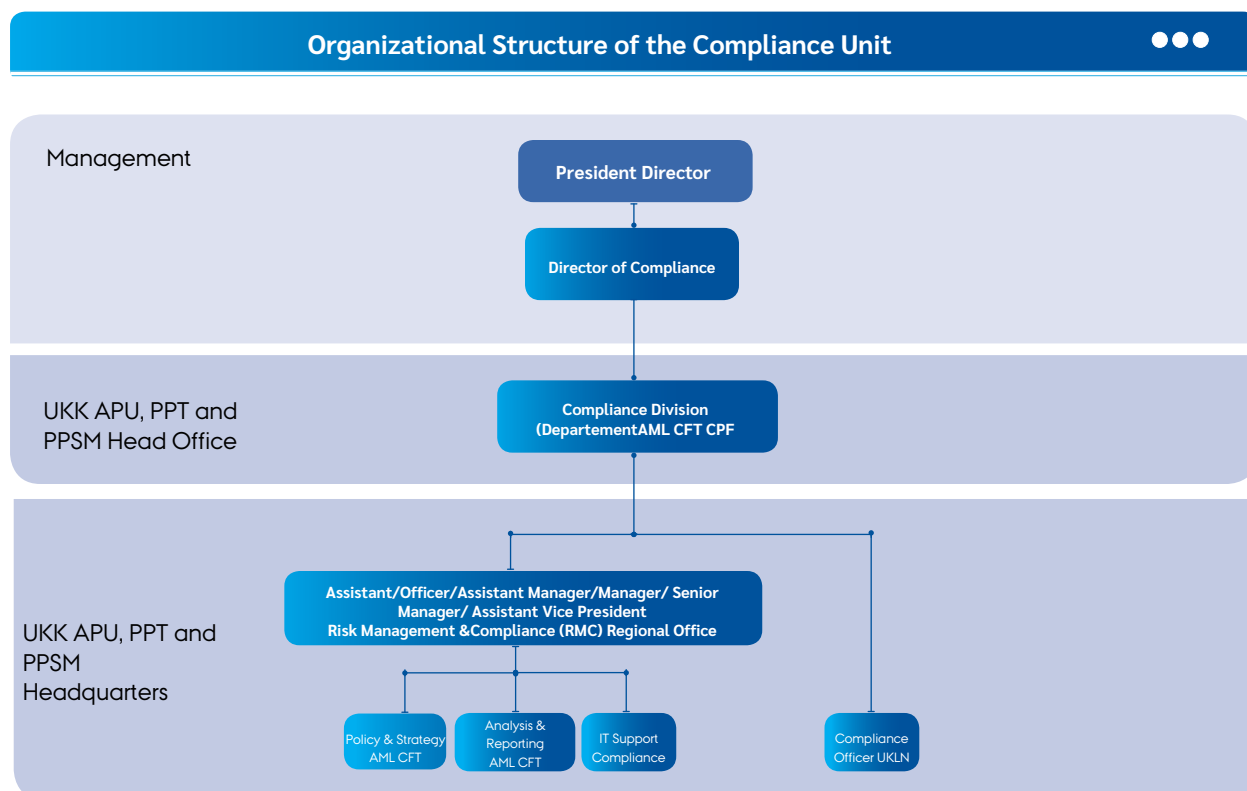 Organizational Structure of the Compliance Unit
Management
President Director
Director of Compliance
UKK APU, PPT and
PPSM Head Office
Compliance Division
(DepartementAML CFT CPF
UKK APU, PPT and
PPSM
Headquarters
Assistant/Officer/Assistant Manager/Manager/ Senior
Manager/ Assistant Vice President
Risk Management &Compliance (RMC) Regional Office
Policy & Strategy
AML CFT
Analysis &
Reporting
AML CFT
IT Support
Compliance
Compliance
Officer UKLN